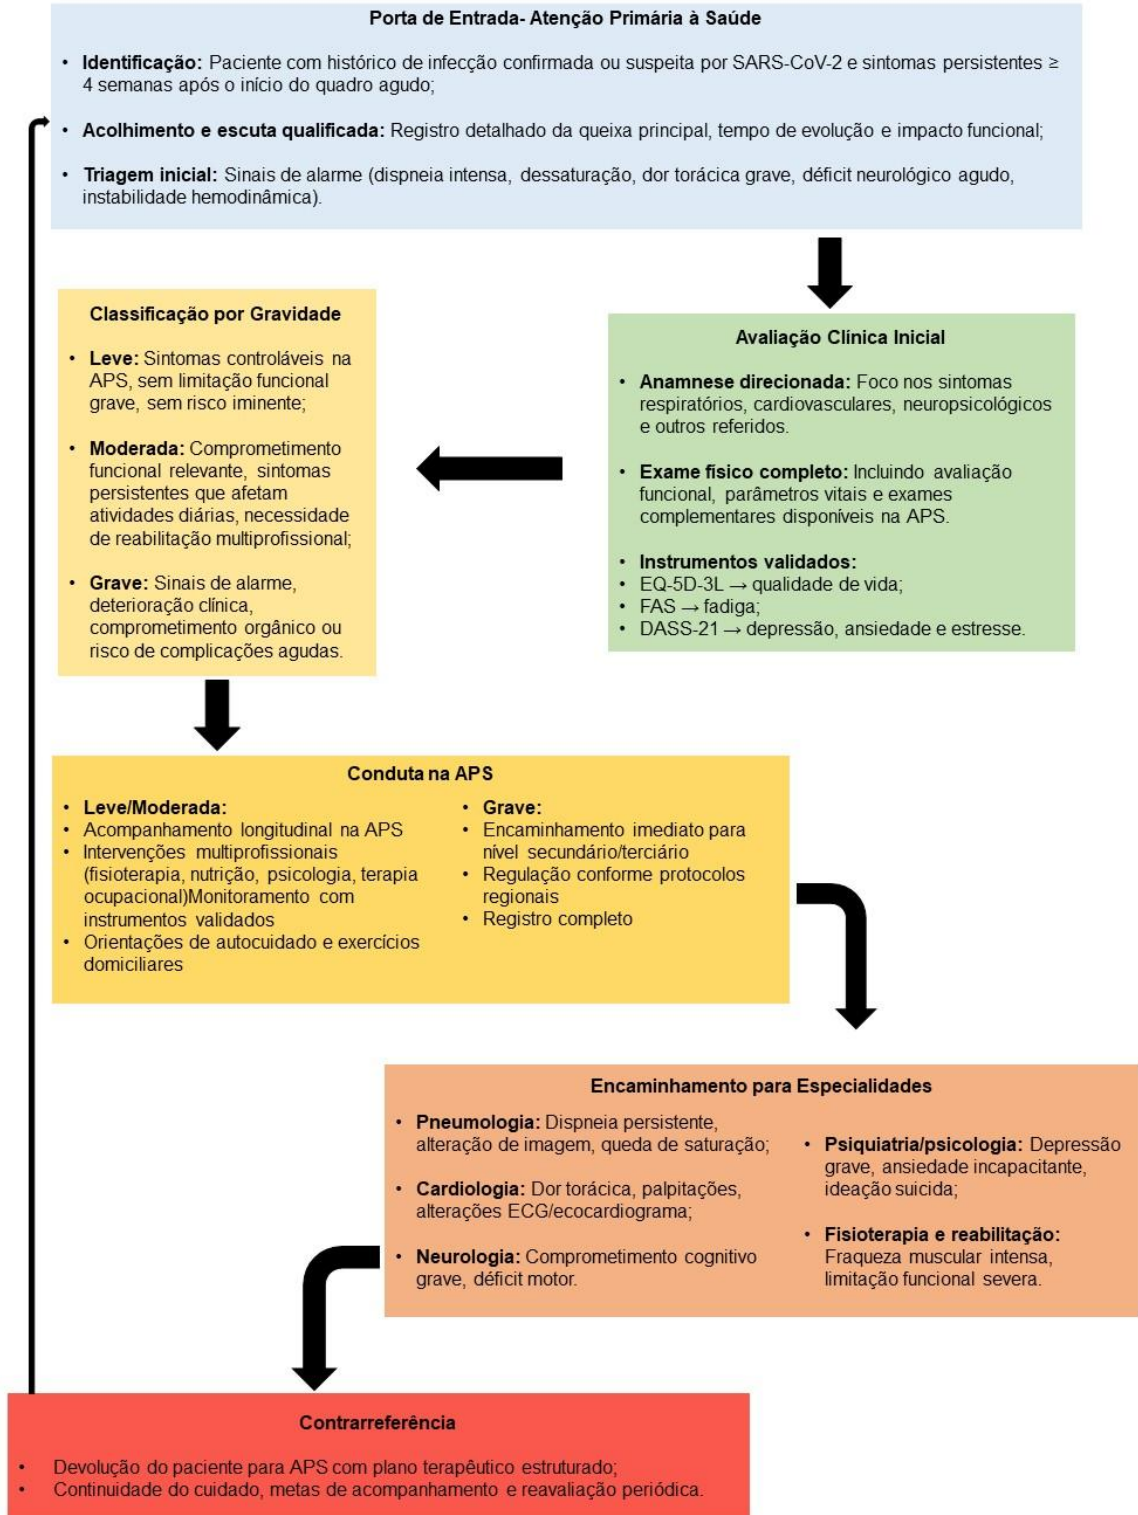 Porta de Entrada- Atenção Primária à Saúde
• Identificação: Paciente com histórico de infecção confirmada ou suspeita por SARS-CoV-2 e sintomas persistentes ≥
4 semanas após o início do quadro agudo;
• Acolhimento e escuta qualificada: Registro detalhado da queixa principal, tempo de evolução e impacto funcional;
• Triagem inicial: Sinais de alarme (dispneia intensa, dessaturação, dor torácica grave, déficit neurológico agudo,
instabilidade hemodinâmica).
Avaliação Clínica Inicial
• Anamnese direcionada: Foco nos sintomas
respiratórios, cardiovasculares, neuropsicológicos
e outros referidos.
• Exame físico completo: Incluindo avaliação
funcional, parâmetros vitais e exames
complementares disponíveis na APS.
• Instrumentos validados:
• EQ-5D-3L → qualidade de vida;
• FAS → fadiga;
• DASS-21 → depressão, ansiedade e estresse.
Classificação por Gravidade
• Leve: Sintomas controláveis na
APS, sem limitação funcional
grave, sem risco iminente;
• Moderada: Comprometimento
funcional relevante, sintomas
persistentes que afetam
atividades diárias, necessidade
de reabilitação multiprofissional;
• Grave: Sinais de alarme,
deterioração clínica,
comprometimento orgânico ou
risco de complicações agudas.
Conduta na APS
• Leve/Moderada:
• Acompanhamento longitudinal na APS
• Intervenções multiprofissionais
(fisioterapia, nutrição, psicologia, terapia
ocupacional)Monitoramento com
instrumentos validados
• Orientações de autocuidado e exercícios
domiciliares
• Grave:
• Encaminhamento imediato para
nível secundário/terciário
• Regulação conforme protocolos
regionais
• Registro completo
Encaminhamento para Especialidades
• Pneumologia: Dispneia persistente,
alteração de imagem, queda de saturação;
• Cardiologia: Dor torácica, palpitações,
alterações ECG/ecocardiograma;
• Neurologia: Comprometimento cognitivo
grave, déficit motor.
• Psiquiatria/psicologia: Depressão
grave, ansiedade incapacitante,
ideação suicida;
• Fisioterapia e reabilitação:
Fraqueza muscular intensa,
limitação funcional severa.
Contrarreferência
• Devolução do paciente para APS com plano terapêutico estruturado;
• Continuidade do cuidado, metas de acompanhamento e reavaliação periódica.